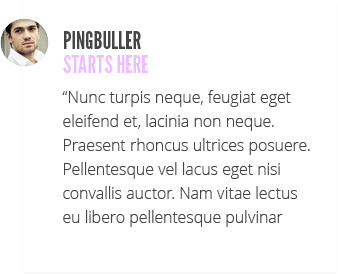 PINGBULLER
STARTS HERE
“Nunc turpis neque, feugiat eget
eleifend et, lacinia non neque.
Praesent rhoncus ultrices posuere.
Pellentesque vel lacus eget nisi
convallis auctor. Nam vitae lectus
eu libero pellentesque pulvinar